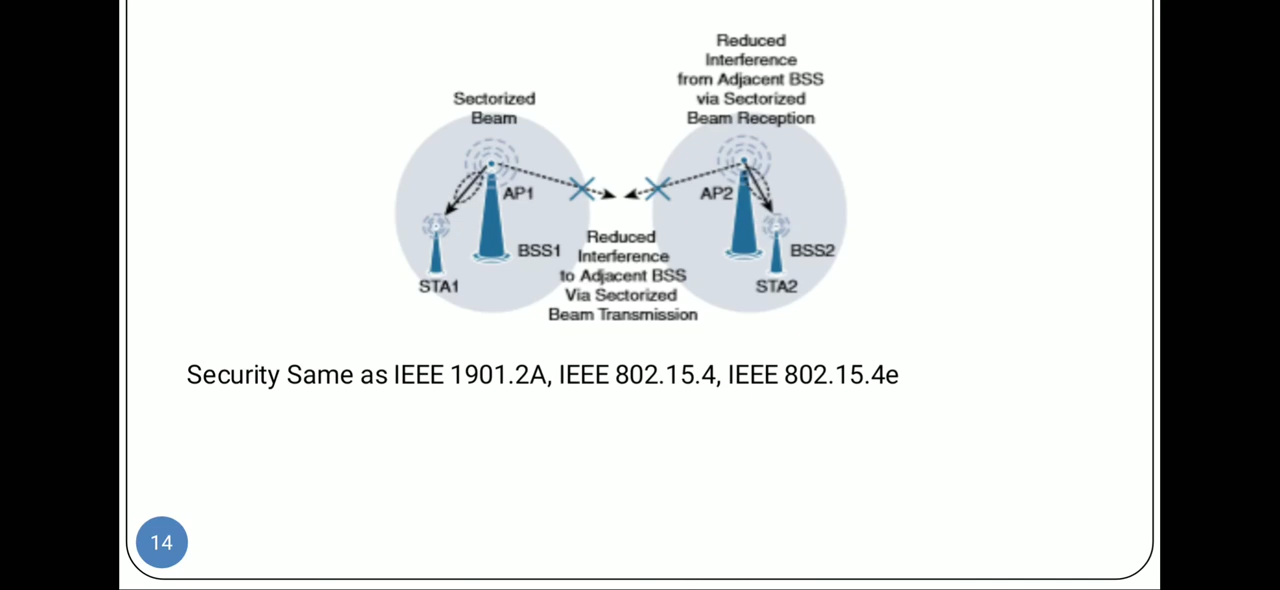 Reduced
Interference
from Adjacent BSS
via Sectorized
Beam Reception
Sectorized
Beam
AP1
AP2
BSS1
BSS2
STA1
STA2
Reduced
Interference
to Adjacent BSS
Via Sectorized
Beam Transmission
Security Same as IEEE 1901.2A, IEEE 802.15.4, IEEE 802.15.4e
14